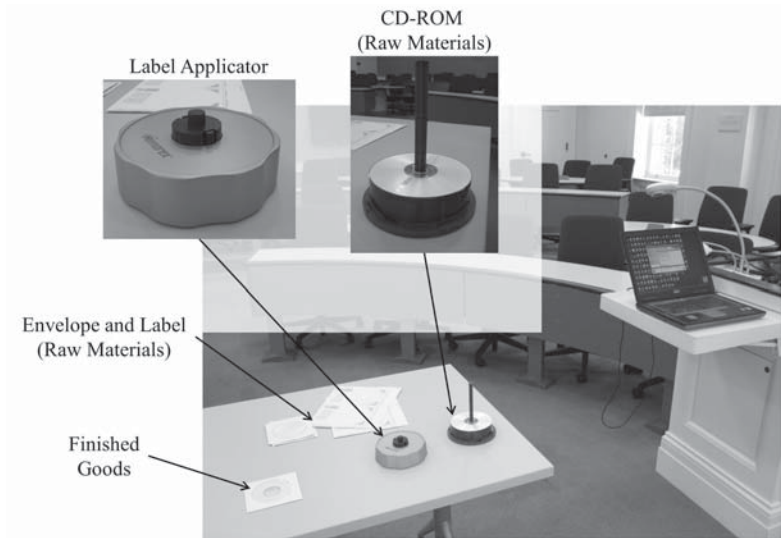 CD-ROM
(Raw Materials)
Label Applicator
Envelope and Label
(Raw Materials)
Finished
Goods